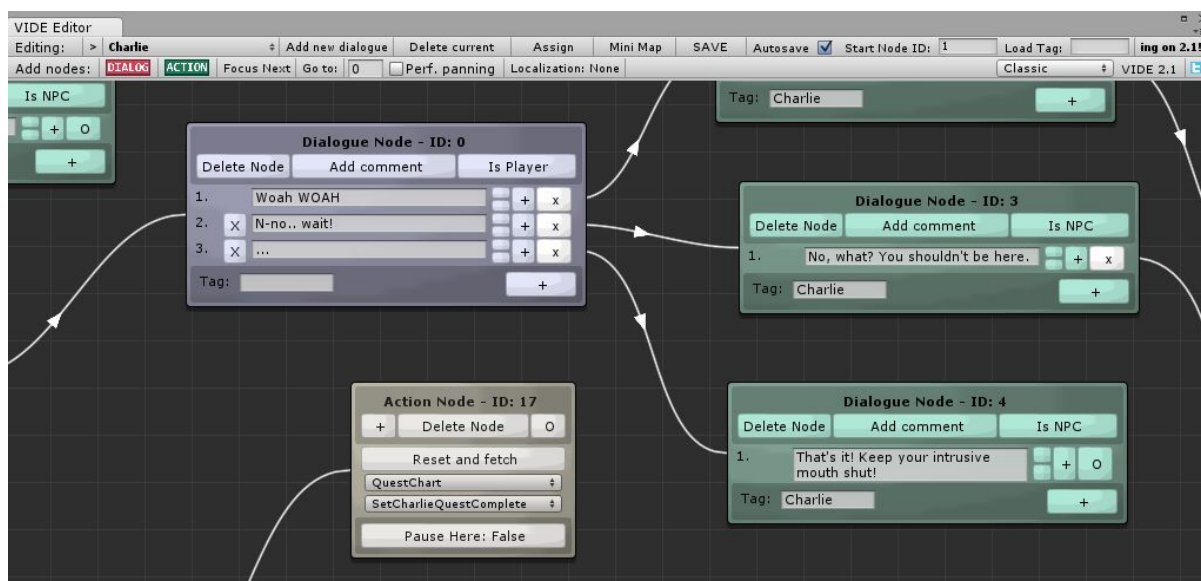 VIDE Editor
Editing: > Charlie Add new dialogue Delete current Assign Mini Map SAVE Autosave Start Node ID: 1 Load Tag: ing on 2.1
Add nodes: DIALOG ACTION Focus Next Go to: 0 Perf. panning Localization: None Classic VIDE 2.1
Is NPC
+ O
+
Tag: Charlie +
Dialogue Node - ID: 0
Delete Node Add comment Is Player
1. Woah WOAH + x
2. X N-no.. wait! + x
3. X ... + x
Tag: +
Dialogue Node - ID: 3
Delete Node Add comment Is NPC
1. No, what? You shouldn't be here. + x
Tag: Charlie +
Action Node - ID: 17
+ Delete Node O
Reset and fetch
QuestChart
SetCharlieQuestComplete
Pause Here: False
Dialogue Node - ID: 4
Delete Node Add comment Is NPC
1. That's it! Keep your intrusive
mouth shut! + O
Tag: Charlie +